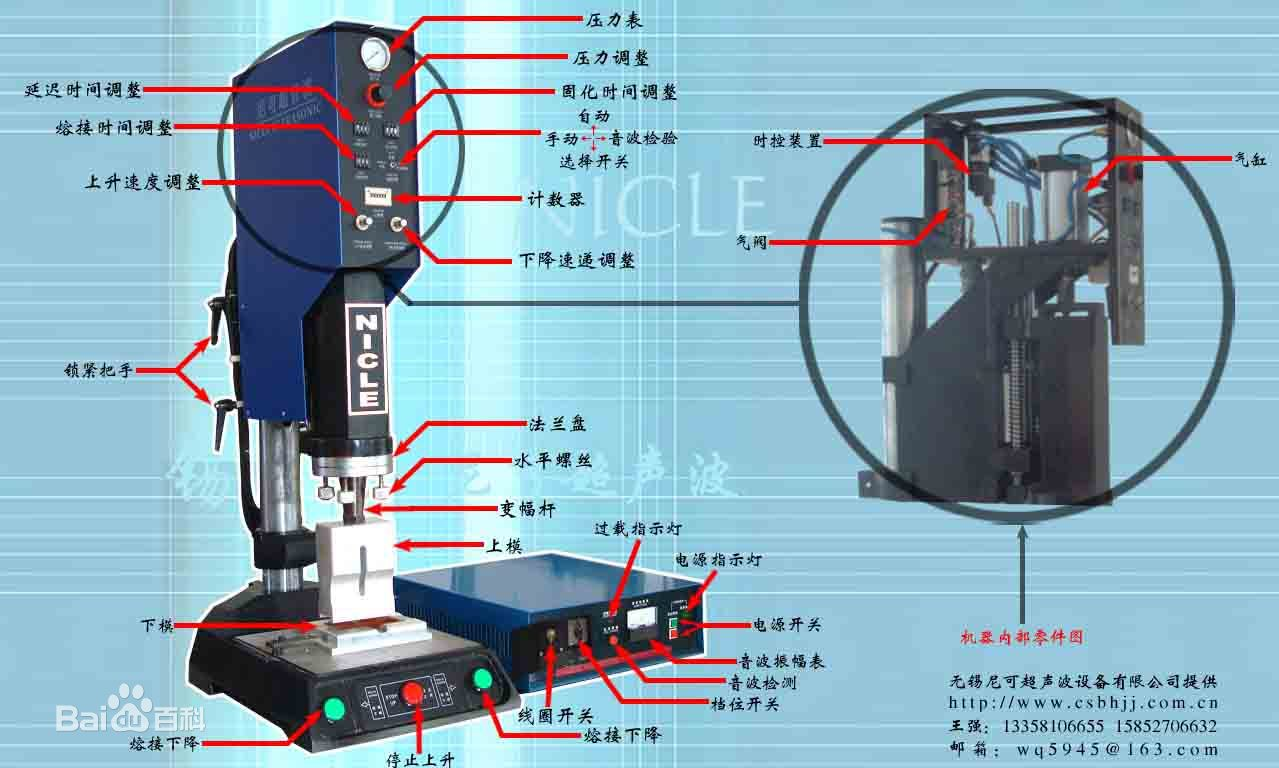 压力表
压力调整
延迟时间调整
固化时间调整
自动
熔接时间调整
手动
音波检验
选择开关
时控装置
气缸
上升速度调整
计数器
NICLE
气阀
下降速递调整
NICLE
锁紧把手
法兰盘
水平螺丝
超声波
变幅杆
过载指示灯
上模
电源指示灯
下模
电源开关
机器内部零件图
音波振幅表
音波检测
无锡尼可超声波设备有限公司提供
档位开关
http://www.csbhjj.com.cn
线圈开关
Bai百科
王强：13358106655 15852707632
熔接下降
熔接下降
邮箱：wq5945@163.com
停止上升